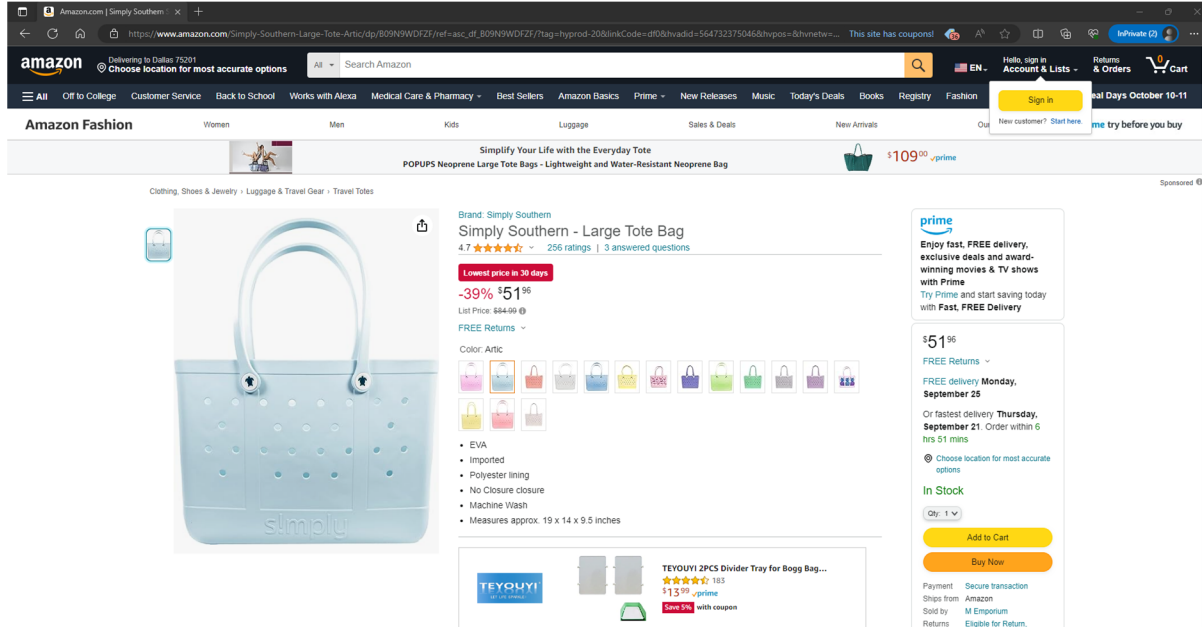 Amazon.com | Simply Southern
https://www.amazon.com/Simply-Southern-Large-Tote-Artic/dp/B09N9WDFZF/ref=asc_df_B09N9WDFZF/?tag=hyprod-20&linkCode=df0&hvadid=564732375046&hvpos=&hvnetw=... This site has coupons! InPrivate (2)
amazon
Delivering to Dallas 75201
Choose location for most accurate options
All
Search Amazon
EN
Hello, sign in
Account & Lists
Returns
& Orders
0
Cart
All Off to College Customer Service Back to School Works with Alexa Medical Care & Pharmacy Best Sellers Amazon Basics Prime New Releases Music Today's Deals Books Registry Fashion eal Days October 10-11
Sign in
New customer? Start here.
Amazon Fashion Women Men Kids Luggage Sales & Deals New Arrivals Ou me try before you buy
Simplify Your Life with the Everyday Tote
POPUPS Neoprene Large Tote Bags - Lightweight and Water-Resistant Neoprene Bag
$109.00 prime
Sponsored
Clothing, Shoes & Jewelry › Luggage & Travel Gear › Travel Totes
simply
Brand: Simply Southern
Simply Southern - Large Tote Bag
4.7 256 ratings | 3 answered questions
Lowest price in 30 days
-39% $51.96
List Price: $84.99
FREE Returns
Color: Artic
• EVA
• Imported
• Polyester lining
• No Closure closure
• Machine Wash
• Measures approx. 19 x 14 x 9.5 inches
TEYOUYI
TEYOUYI 2PCS Divider Tray for Bogg Bag...
183
$13.99 prime
Save 5% with coupon
prime
Enjoy fast, FREE delivery,
exclusive deals and award-
winning movies & TV shows
with Prime
Try Prime and start saving today
with Fast, FREE Delivery
$51.96
FREE Returns
FREE delivery Monday,
September 25
Or fastest delivery Thursday,
September 21. Order within 6
hrs 51 mins
Choose location for most accurate
options
In Stock
Qty: 1
Add to Cart
Buy Now
Payment Secure transaction
Ships from Amazon
Sold by M Emporium
Returns Eligible for Return,